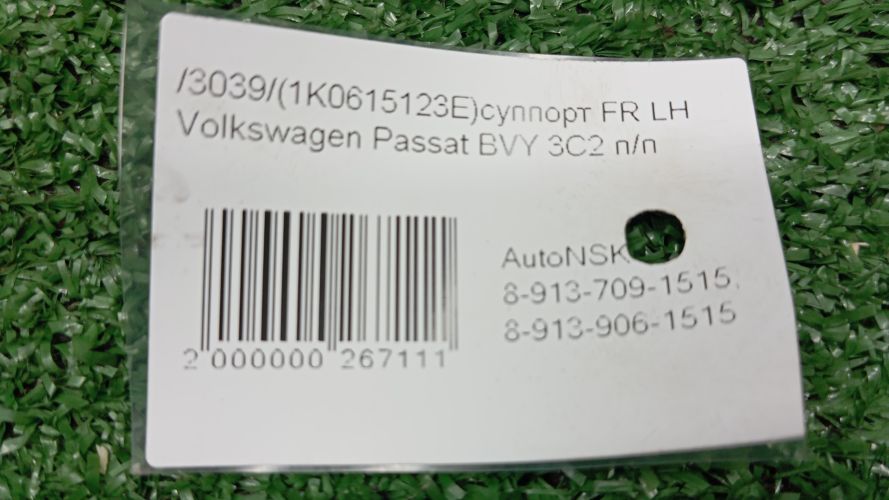 /3039/(1K0615123E)суппорт FR LH
Volkswagen Passat BVY 3C2 п/п
AutoNSK
8-913-709-1515,
8-913-906-1515
2 000000 267111